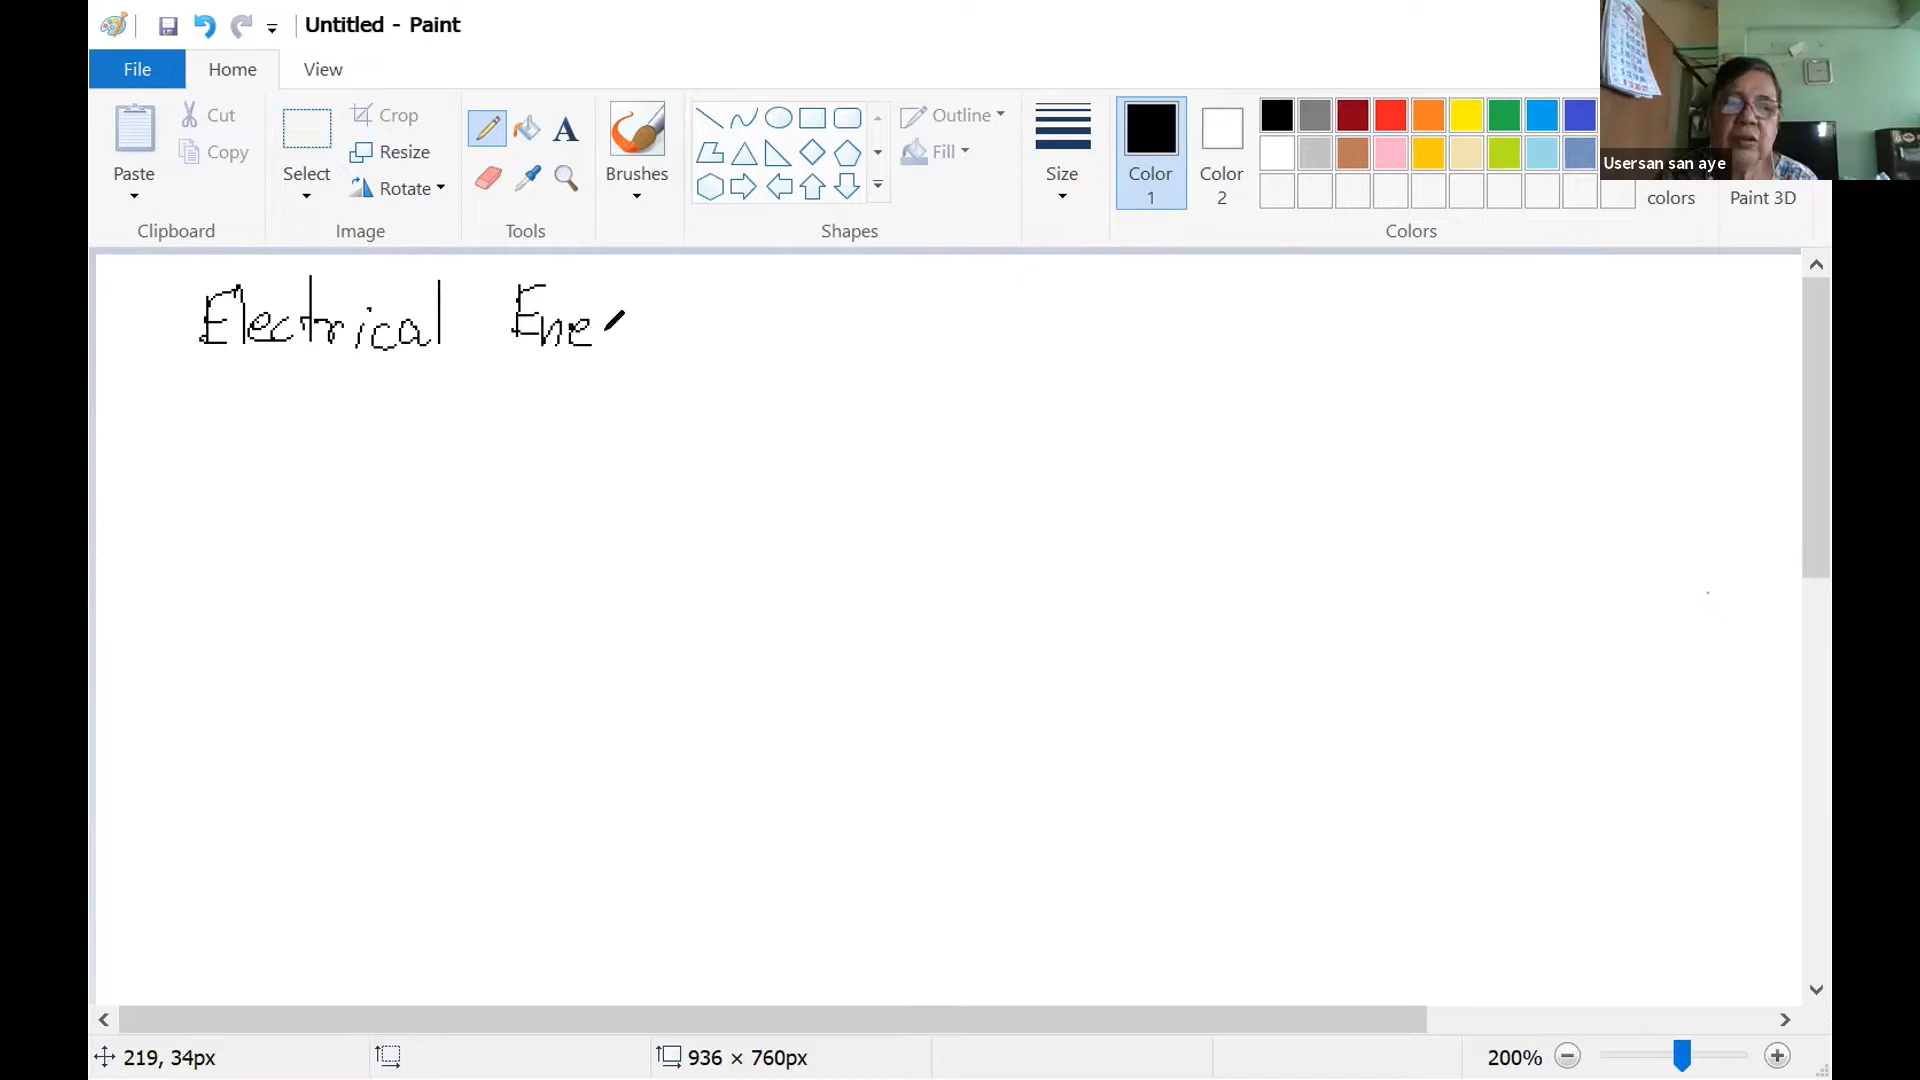 Untitled - Paint
File Home View
Cut
Copy
Paste
Clipboard
Select
Crop
Resize
Rotate
Image
A
Tools
Brushes
Shapes
Outline
Fill
Size
Color 1
Color 2
colors
Colors
Paint 3D
Usersan san aye
Electrical Ene
219, 34px
936 × 760px
200%